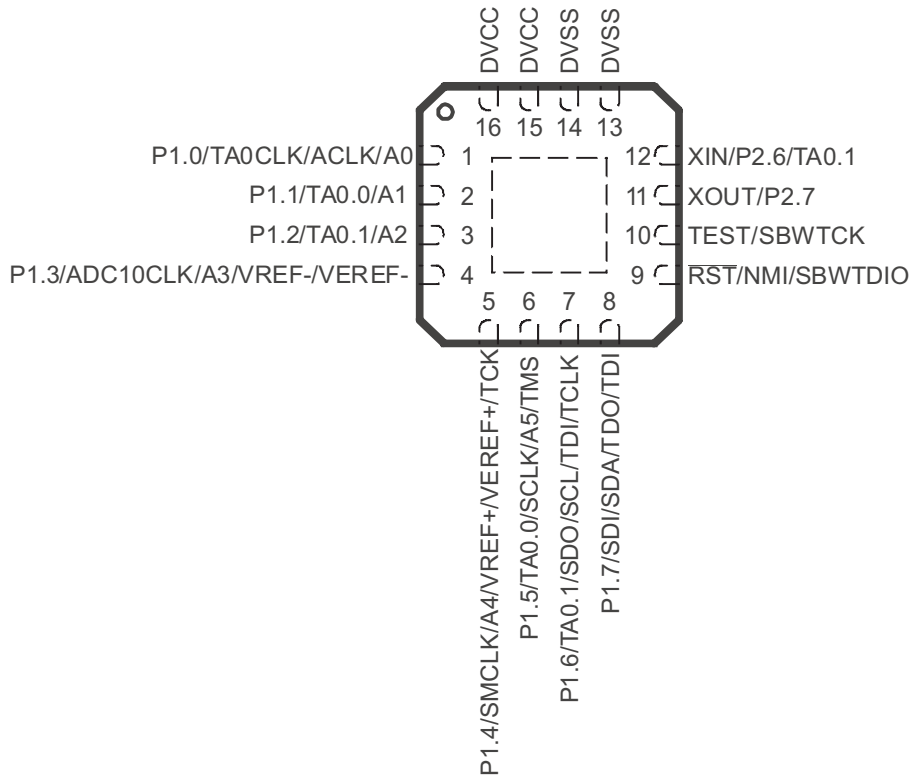 DVCC
DVCC
DVSS
DVSS
16
15
14
13
P1.0/TA0CLK/ACLK/A0
1
12
XIN/P2.6/TA0.1
P1.1/TA0.0/A1
2
11
XOUT/P2.7
P1.2/TA0.1/A2
3
10
TEST/SBWTCK
P1.3/ADC10CLK/A3/VREF-/VEREF-
4
9
RST/NMI/SBWTDIO
5
6
7
8
P1.4/SMCLK/A4/VREF+/VEREF+/TCK
P1.5/TA0.0/SCLK/A5/TMS
P1.6/TA0.1/SDO/SCL/TDI/TCLK
P1.7/SDI/SDA/TDO/TDI